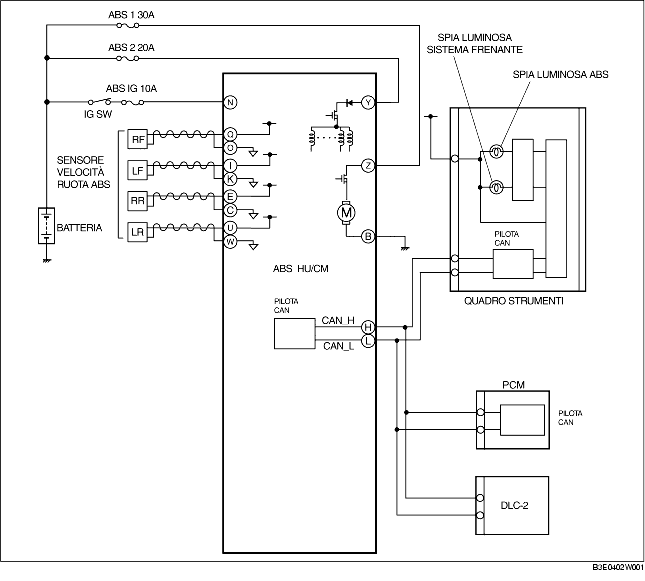 ABS 1 30A
ABS 2 20A
ABS IG 10A
IG SW
SENSORE
VELOCITÀ
RUOTA ABS
RF
LF
RR
LR
BATTERIA
N
Q
O
I
K
E
C
U
W
Y
Z
M
B
ABS HU/CM
PILOTA
CAN
CAN_H
CAN_L
H
L
SPIA LUMINOSA
SISTEMA FRENANTE
SPIA LUMINOSA ABS
PILOTA
CAN
QUADRO STRUMENTI
PCM
PILOTA
CAN
DLC-2
B3E0402W001